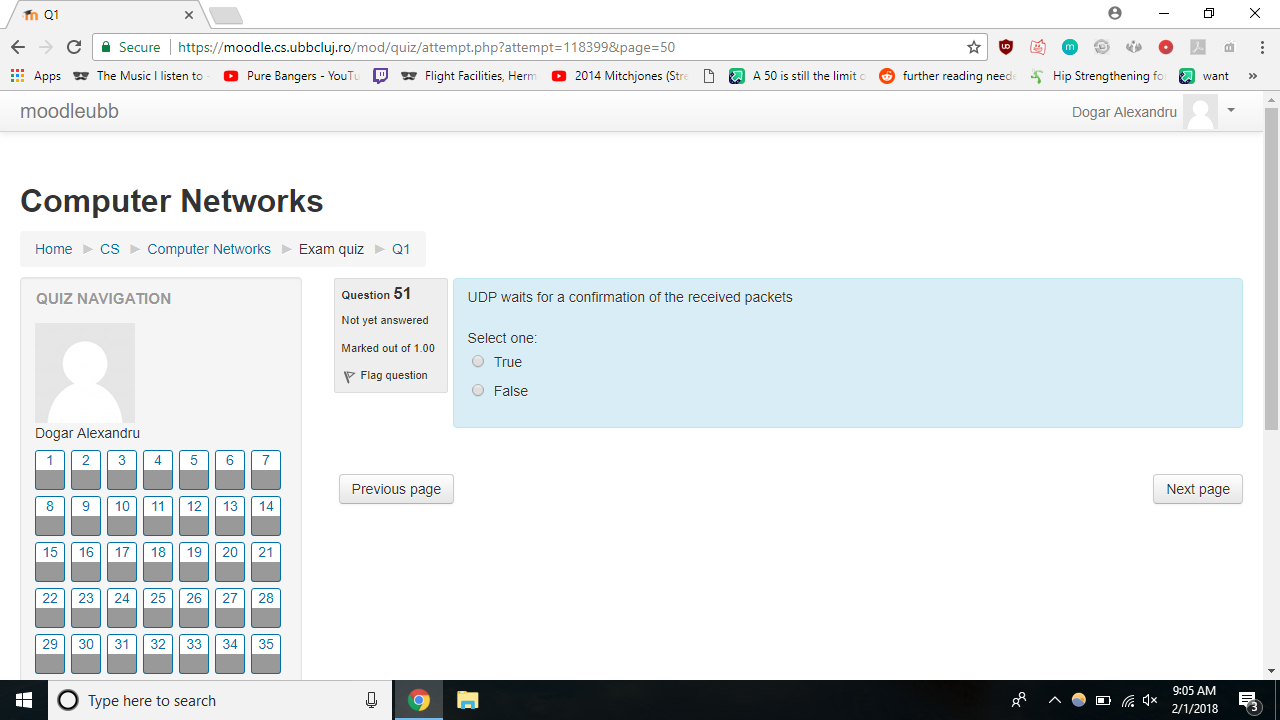 Q1
Secure https://moodle.cs.ubbcluj.ro/mod/quiz/attempt.php?attempt=118399&page=50
Apps The Music I listen to - Pure Bangers - YouTu Flight Facilities, Herm 2014 Mitchjones (Stre A 50 is still the limit o further reading neede Hip Strengthening fo want »
moodleubb
Dogar Alexandru
Computer Networks
Home ► CS ► Computer Networks ► Exam quiz ► Q1
QUIZ NAVIGATION
Dogar Alexandru
1 2 3 4 5 6 7
8 9 10 11 12 13 14
15 16 17 18 19 20 21
22 23 24 25 26 27 28
29 30 31 32 33 34 35
Question 51
Not yet answered
Marked out of 1.00
Flag question
UDP waits for a confirmation of the received packets
Select one:
True
False
Previous page
Next page
Type here to search
9:05 AM
2/1/2018
3